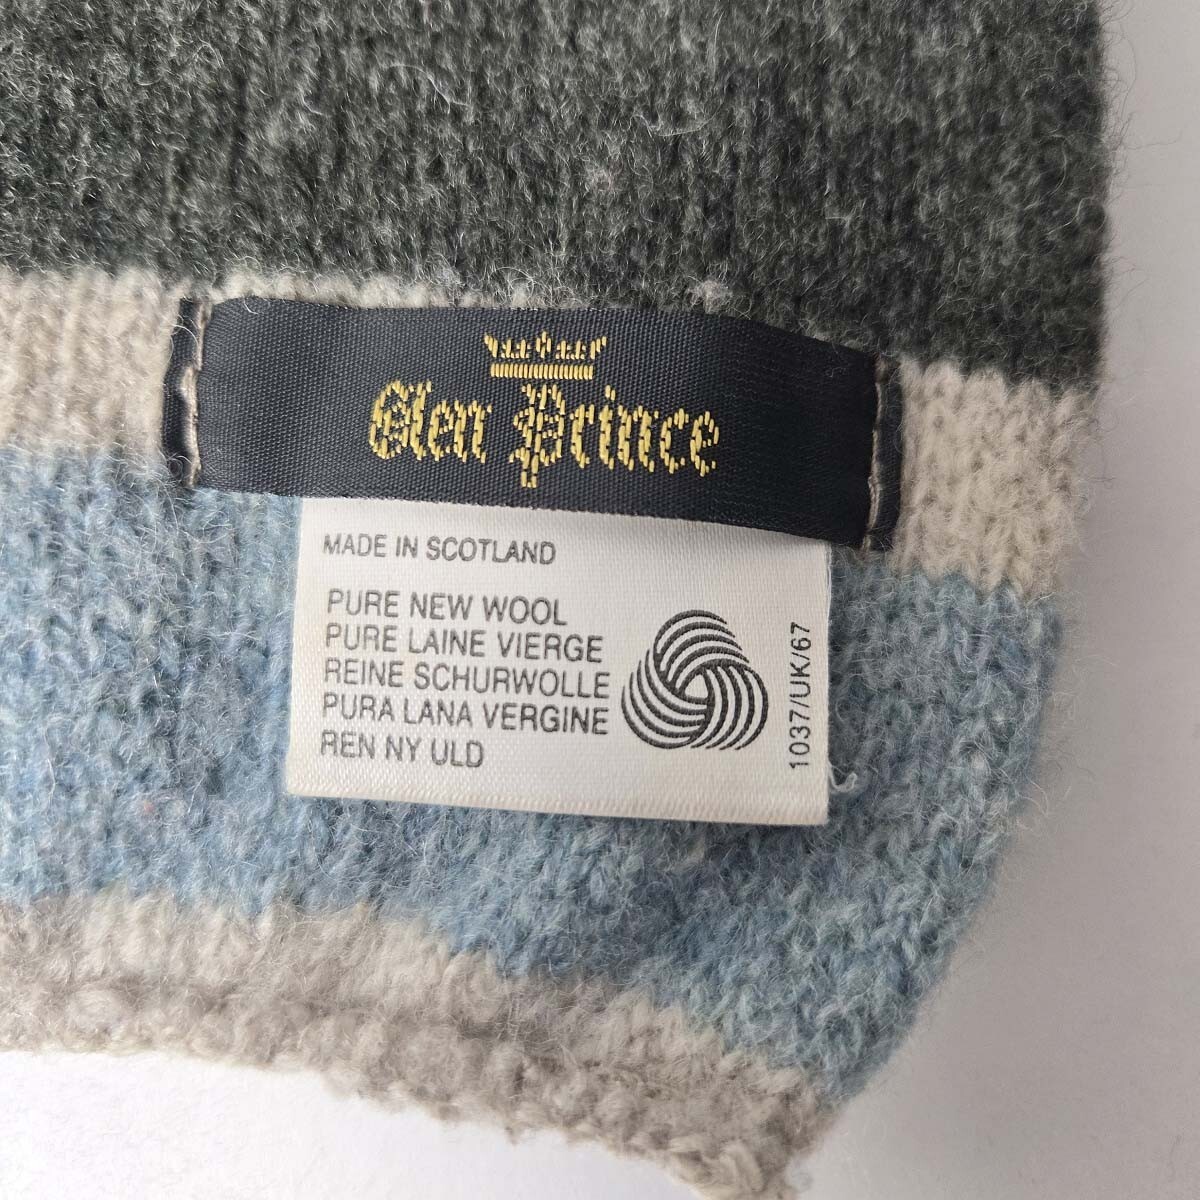 Glen Prince
MADE IN SCOTLAND
PURE NEW WOOL
PURE LAINE VIERGE
REINE SCHURWOLLE
PURA LANA VERGINE
REN NY ULD
1037/UK/67